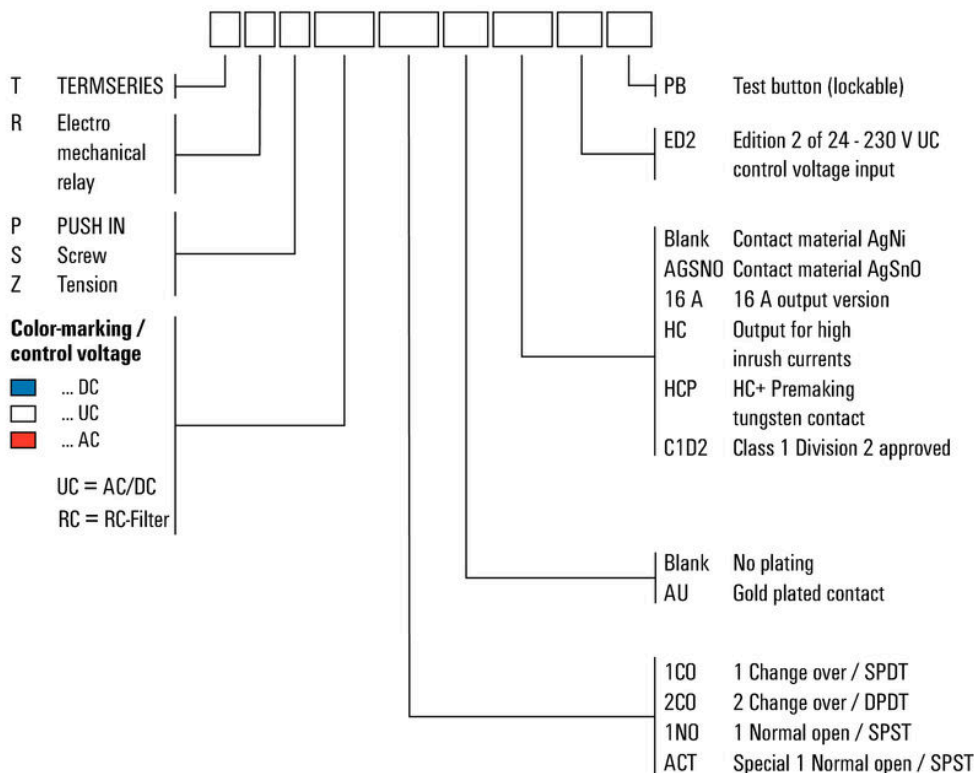 T TERMSERIES
R Electro
mechanical
relay
P PUSH IN
S Screw
Z Tension
Color-marking /
control voltage
... DC
... UC
... AC
UC = AC/DC
RC = RC-Filter
PB Test button (lockable)
ED2 Edition 2 of 24 - 230 V UC
control voltage input
Blank Contact material AgNi
AGSNO Contact material AgSnO
16 A 16 A output version
HC Output for high
inrush currents
HCP HC+ Premaking
tungsten contact
C1D2 Class 1 Division 2 approved
Blank No plating
AU Gold plated contact
1CO 1 Change over / SPDT
2CO 2 Change over / DPDT
1NO 1 Normal open / SPST
ACT Special 1 Normal open / SPST